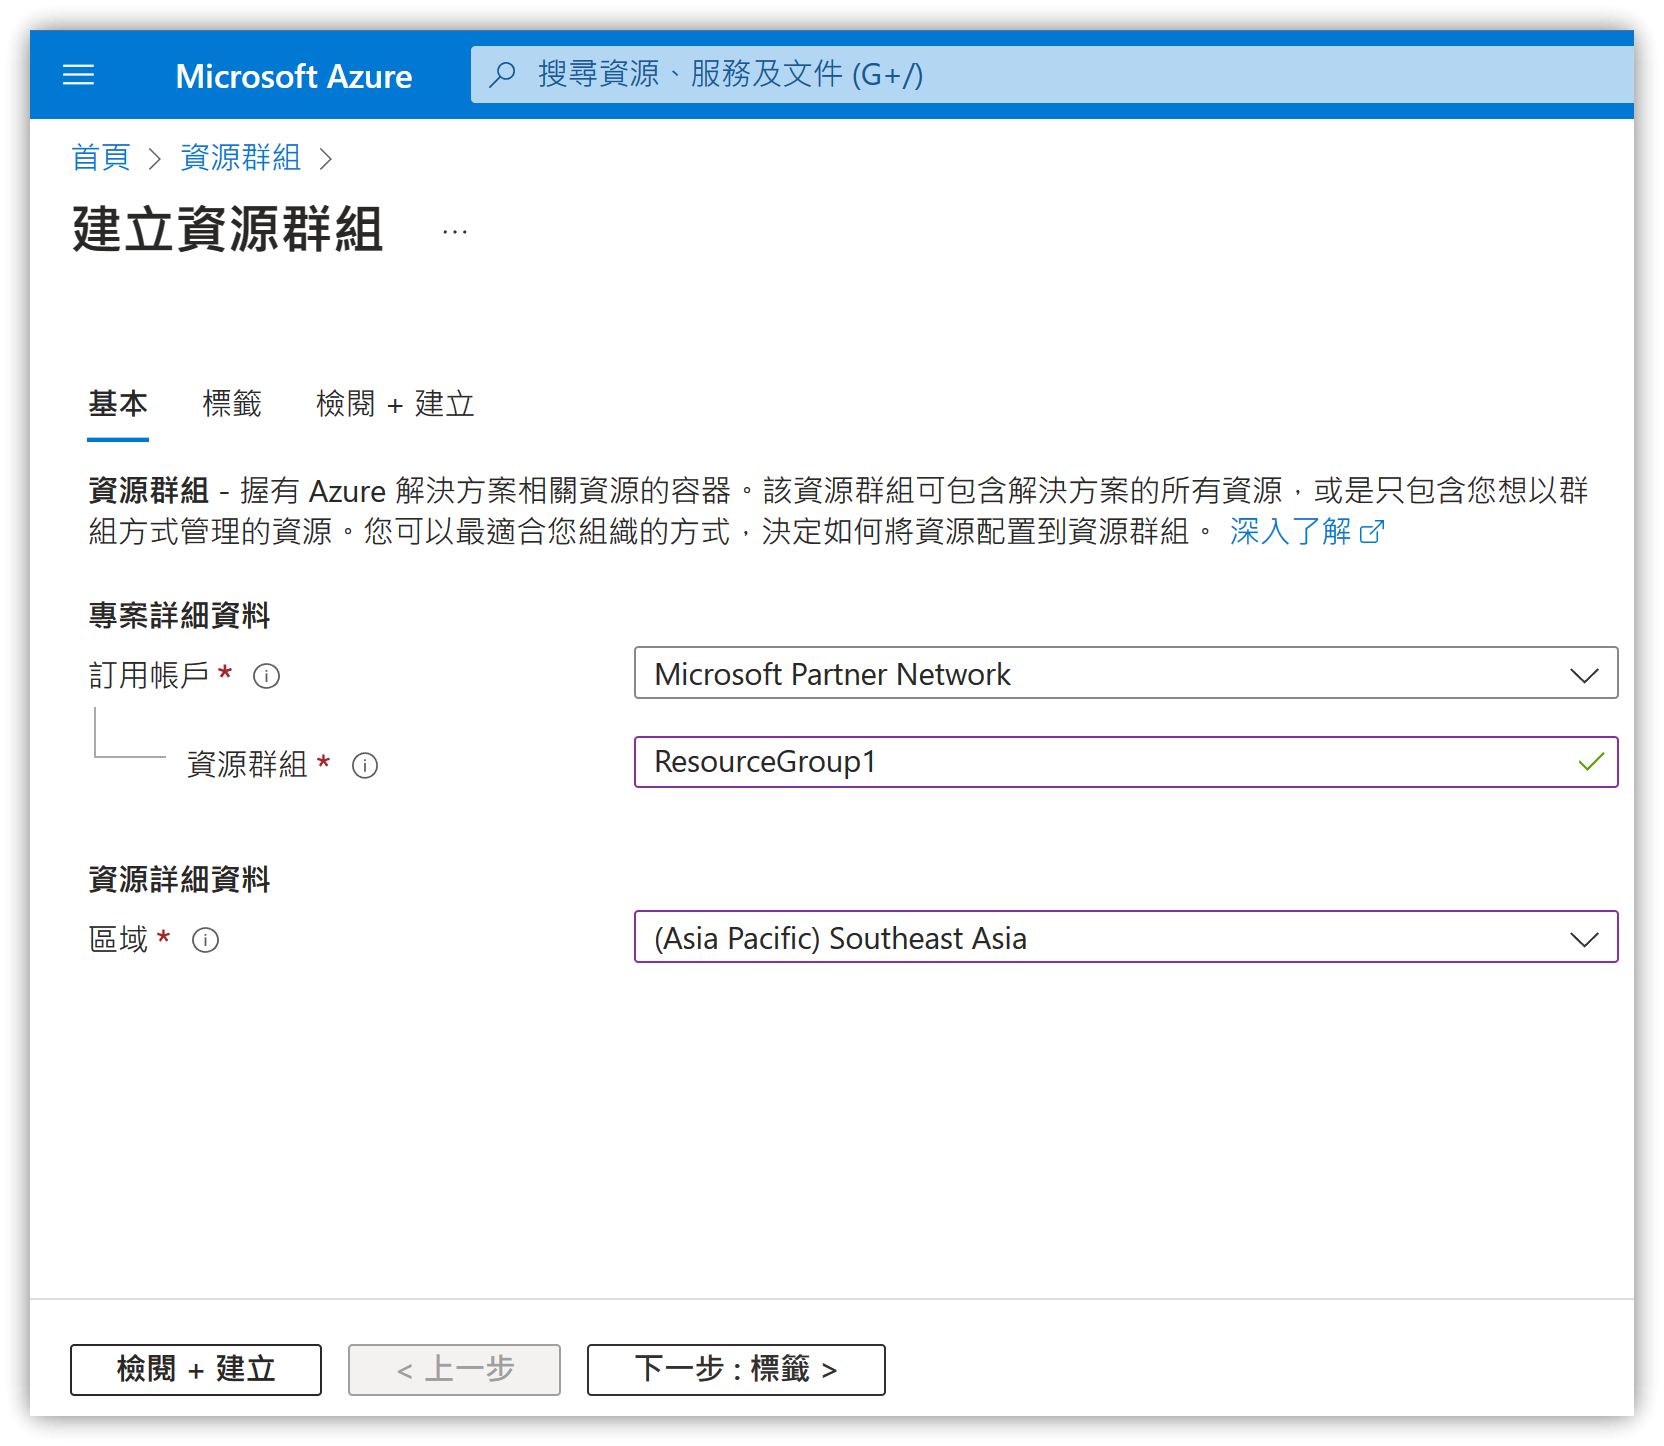 Microsoft Azure
搜尋資源、服務及文件 (G+/)
首頁 > 資源群組 >
建立資源群組 ...
基本 標籤 檢閱 + 建立
資源群組 - 握有 Azure 解決方案相關資源的容器。該資源群組可包含解決方案的所有資源，或是只包含您想以群
組方式管理的資源。您可以最適合您組織的方式，決定如何將資源配置到資源群組。 深入了解
專案詳細資料
訂用帳戶 * Microsoft Partner Network
資源群組 * ResourceGroup1
資源詳細資料
區域 * (Asia Pacific) Southeast Asia
檢閱 + 建立 < 上一步 下一步 : 標籤 >